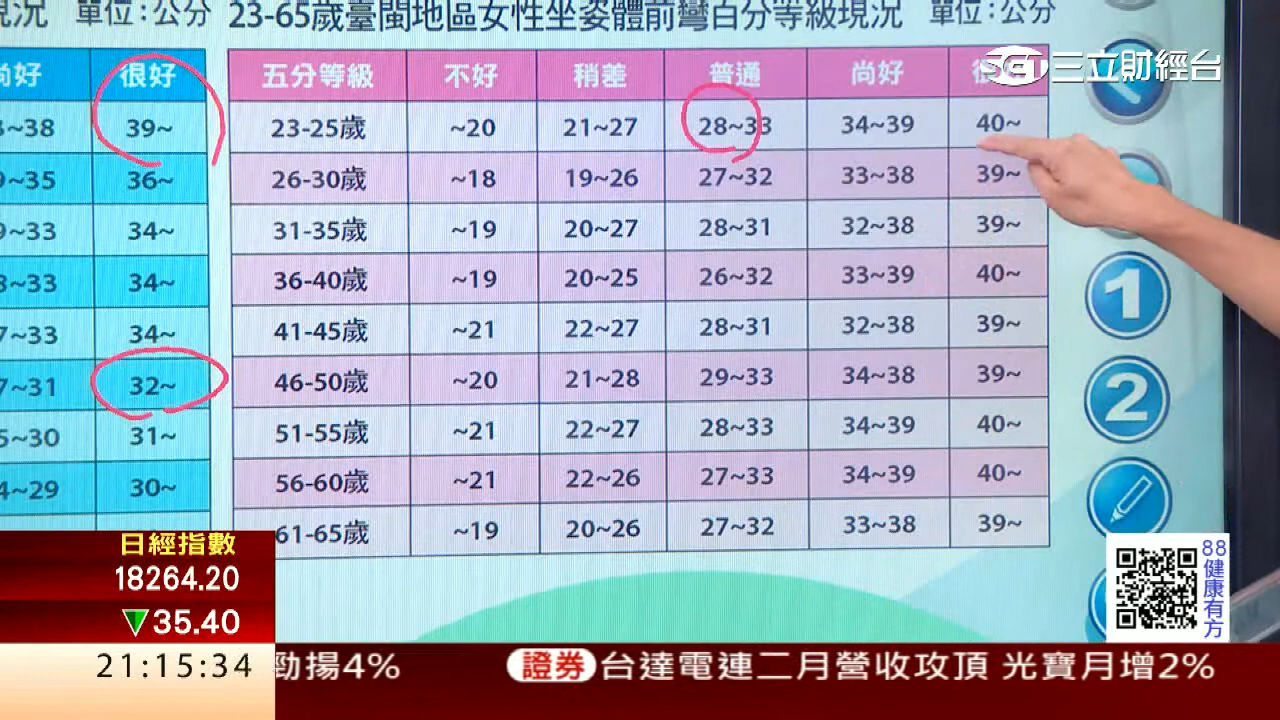 現況 單位:公分 23-65歲臺閩地區女性坐姿體前彎百分等級現況 單位:公分
尚好 很好 五分等級 不好 稍差 普通 尚好
三立財經台
~38 39~ 23-25歲 ~20 21~27 28~33 34~39 40~
~35 36~ 26-30歲 ~18 19~26 27~32 33~38 39~
~33 34~ 31-35歲 ~19 20~27 28~31 32~38 39~
~33 34~ 36-40歲 ~19 20~25 26~32 33~39 40~
~33 34~ 41-45歲 ~21 22~27 28~31 32~38 39~
~31 32~ 46-50歲 ~20 21~28 29~33 34~38 39~
~30 31~ 51-55歲 ~21 22~27 28~33 34~39 40~
~29 30~ 56-60歲 ~21 22~26 27~33 34~39 40~
61-65歲 ~19 20~26 27~32 33~38 39~
1
2
88健康有方
日經指數
18264.20
▼35.40
21:15:34
勁揚4% 證券 台達電連二月營收攻頂 光寶月增2%